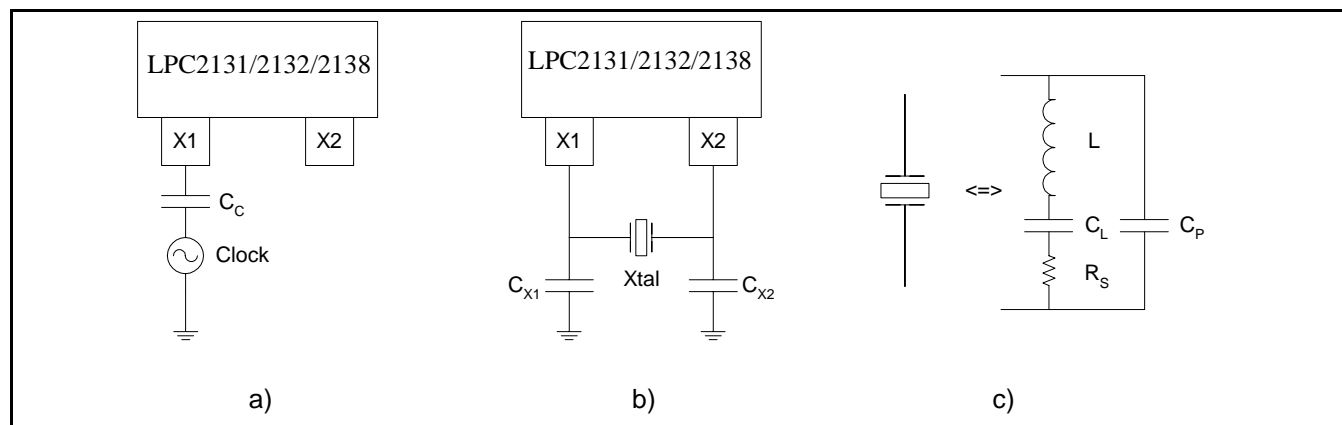 LPC2131/2132/2138
X1
X2
C_C
Clock
a)
LPC2131/2132/2138
X1
X2
Xtal
C_X1
C_X2
b)
<=>
L
C_L
C_P
R_S
c)